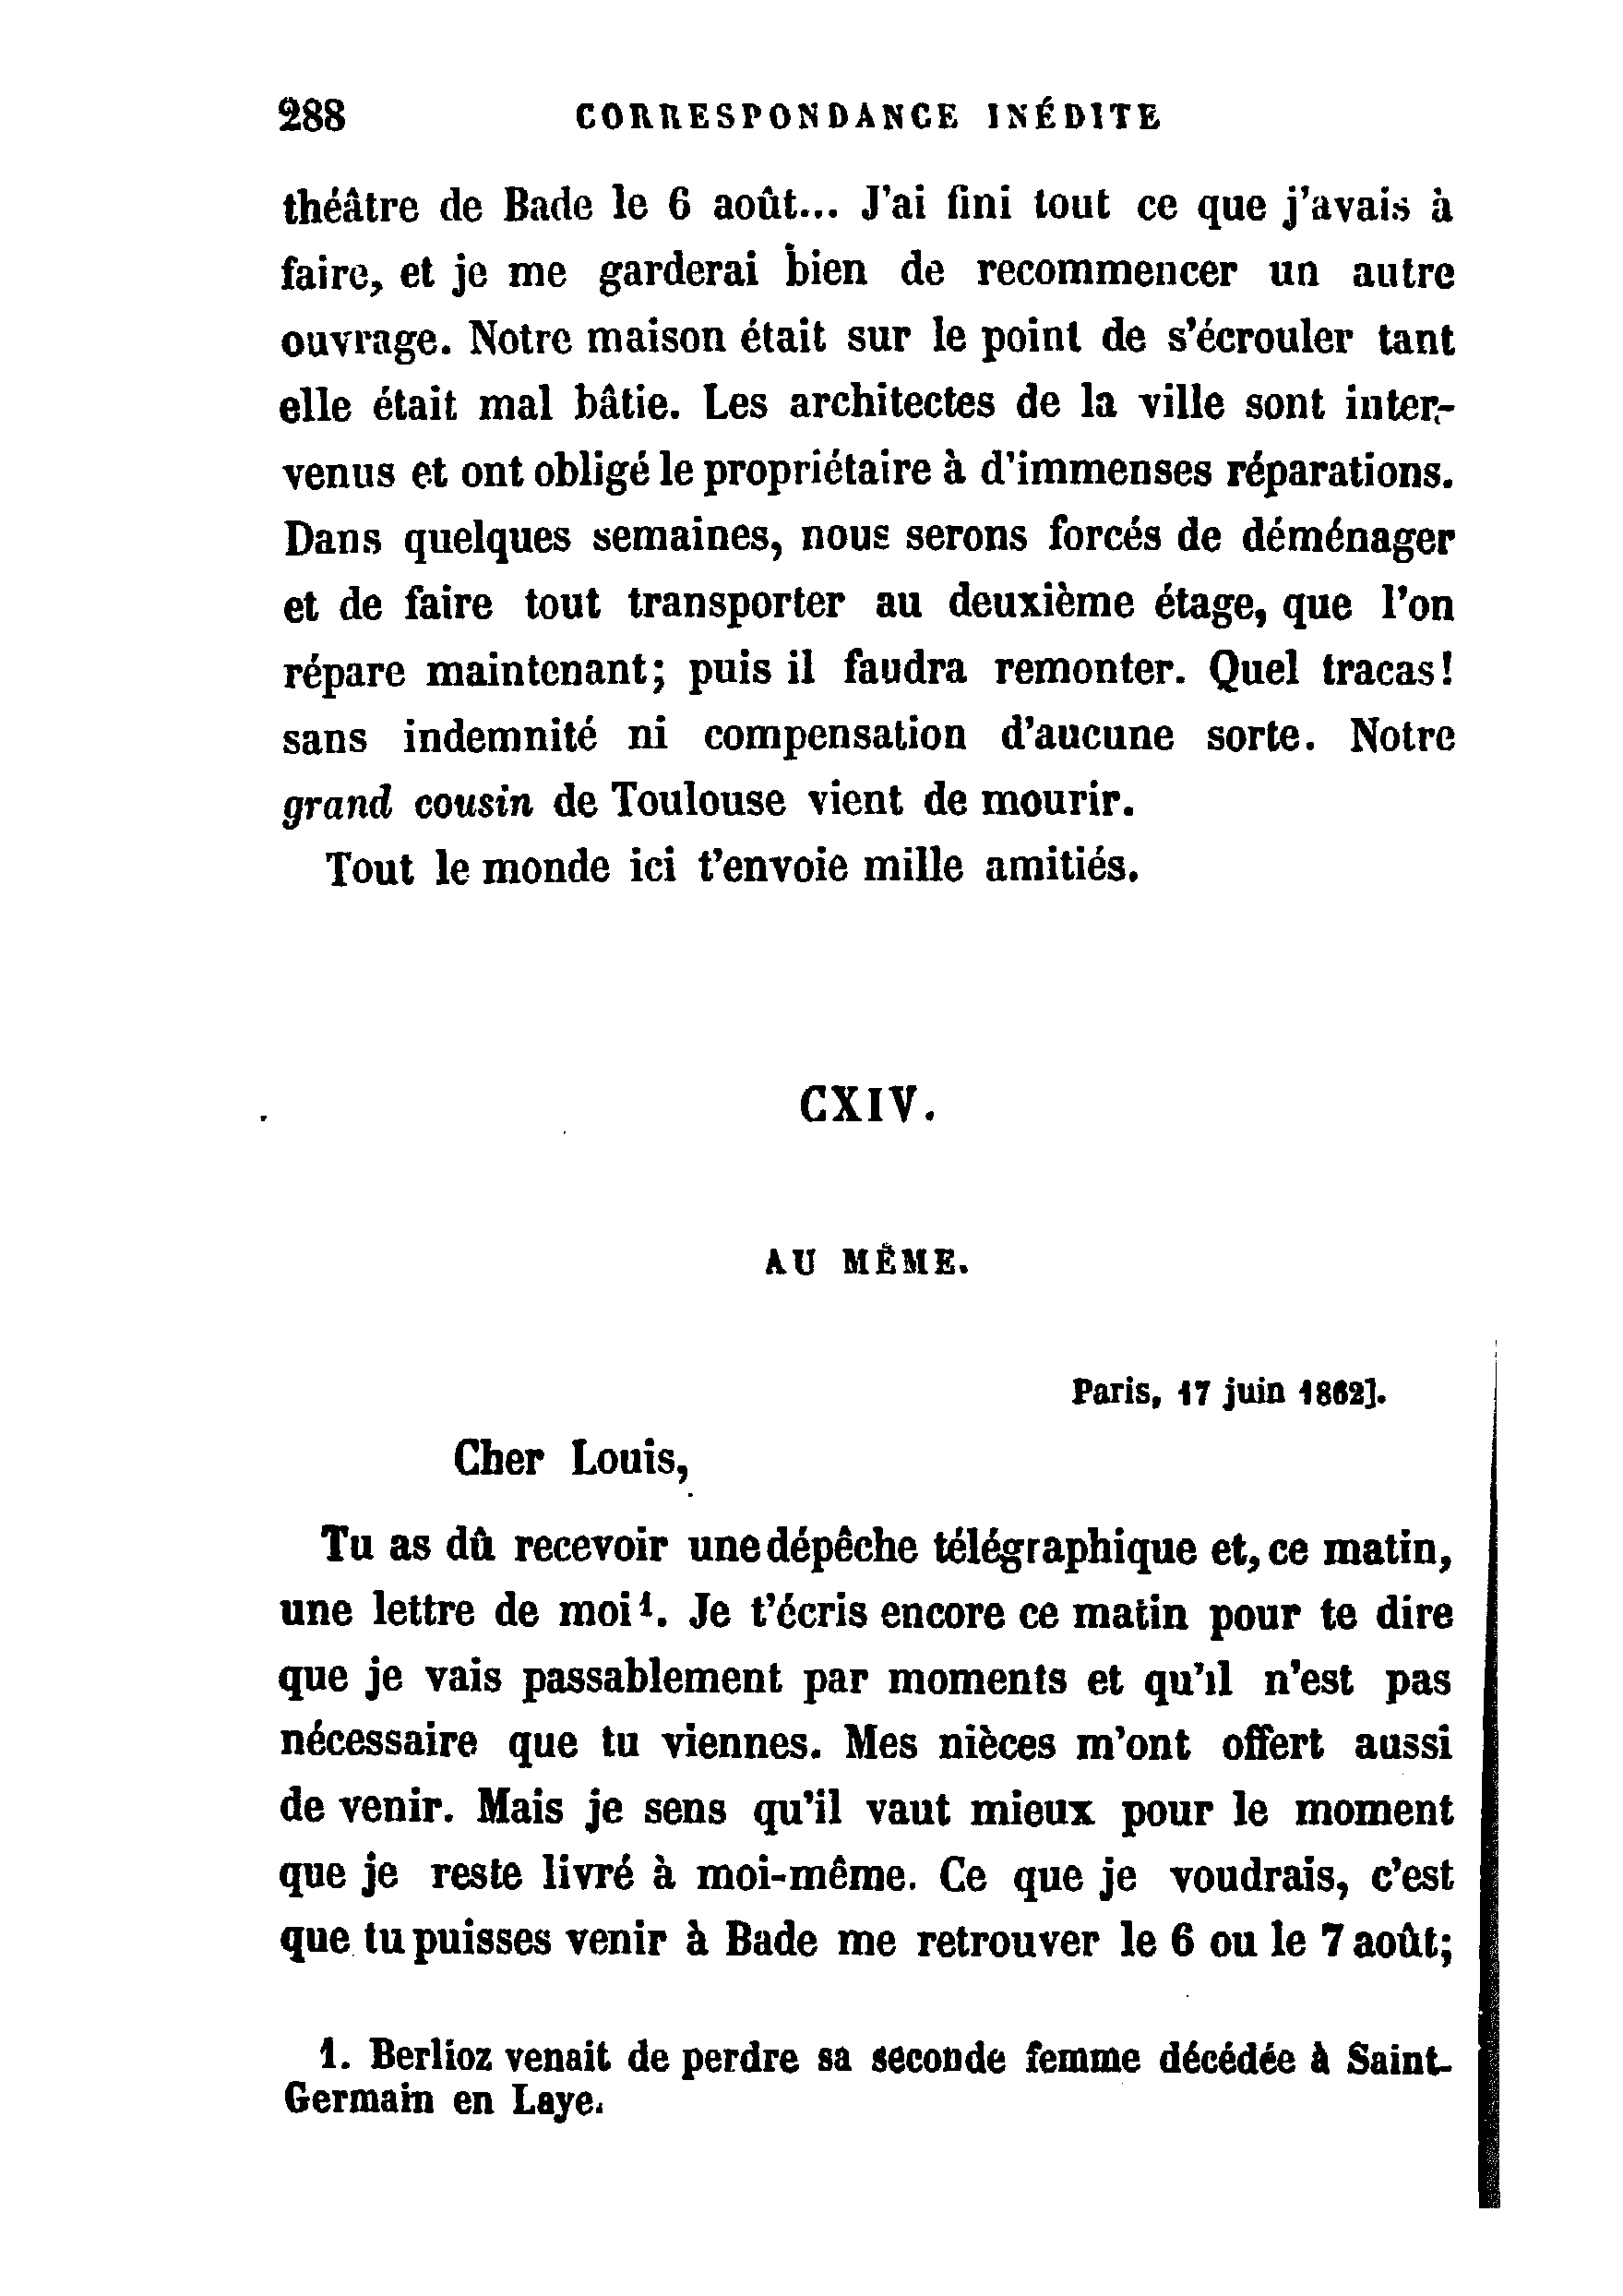 288 CORRESPONDANCE INÉDITE
théâtre de Bade le 6 août... J'ai fini tout ce que j'avais à
faire, et je me garderai bien de recommencer un autre
ouvrage. Notre maison était sur le point de s'écrouler tant
elle était mal bâtie. Les architectes de la ville sont inter-
venus et ont obligé le propriétaire à d'immenses réparations.
Dans quelques semaines, nous serons forcés de déménager
et de faire tout transporter au deuxième étage, que l'on
répare maintenant; puis il faudra remonter. Quel tracas!
sans indemnité ni compensation d'aucune sorte. Notre
grand cousin de Toulouse vient de mourir.
Tout le monde ici t'envoie mille amitiés.
CXIV.
AU MÊME.
Paris, 17 juin 1862].
Cher Louis,
Tu as dû recevoir une dépêche télégraphique et, ce matin,
une lettre de moi¹. Je t'écris encore ce matin pour te dire
que je vais passablement par moments et qu'il n'est pas
nécessaire que tu viennes. Mes nièces m'ont offert aussi
de venir. Mais je sens qu'il vaut mieux pour le moment
que je reste livré à moi-même. Ce que je voudrais, c'est
que tu puisses venir à Bade me retrouver le 6 ou le 7 août;
1. Berlioz venait de perdre sa seconde femme décédée à Saint-
Germain en Laye.